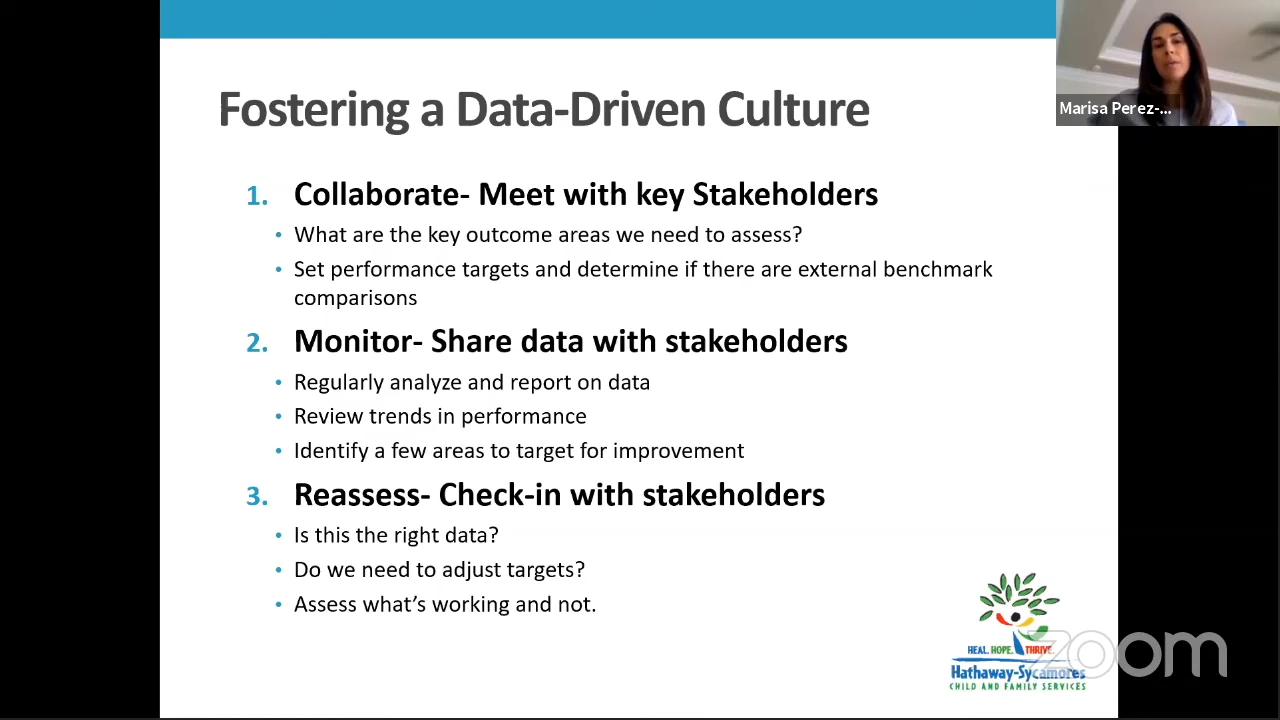 Fostering a Data-Driven Culture
Marisa Perez-...
1. Collaborate- Meet with key Stakeholders
• What are the key outcome areas we need to assess?
• Set performance targets and determine if there are external benchmark
comparisons
2. Monitor- Share data with stakeholders
• Regularly analyze and report on data
• Review trends in performance
• Identify a few areas to target for improvement
3. Reassess- Check-in with stakeholders
• Is this the right data?
• Do we need to adjust targets?
• Assess what’s working and not.
HEAL. HOPE. THRIVE.
Hathaway-Sycamores
CHILD AND FAMILY SERVICES
zoom